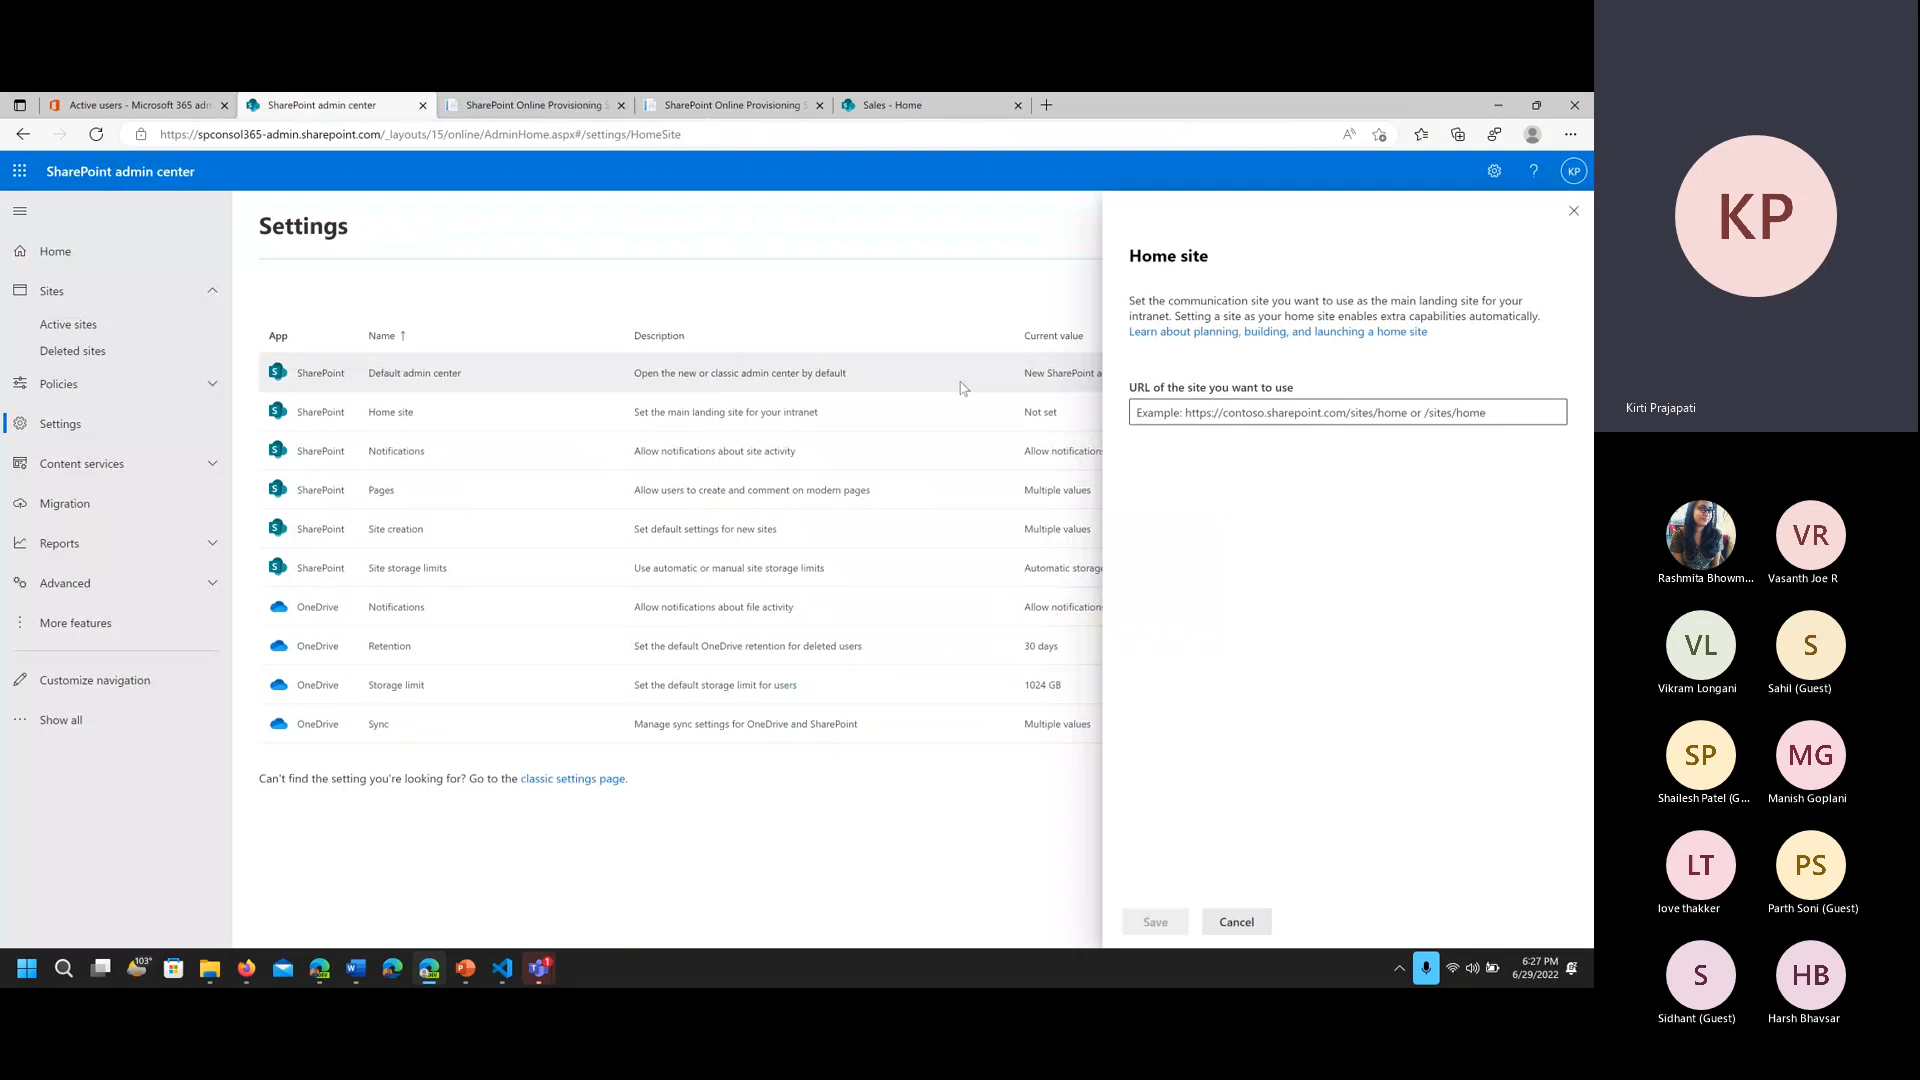 Active users - Microsoft 365 adm
SharePoint admin center
SharePoint Online Provisioning S
SharePoint Online Provisioning S
Sales - Home
https://spconsol365-admin.sharepoint.com/_layouts/15/online/AdminHome.aspx#/settings/HomeSite
SharePoint admin center
KP
Home
Sites
Active sites
Deleted sites
Policies
Settings
Content services
Migration
Reports
Advanced
More features
Customize navigation
Show all
Settings
App Name ↑ Description Current value
SharePoint Default admin center Open the new or classic admin center by default New SharePoint a
SharePoint Home site Set the main landing site for your intranet Not set
SharePoint Notifications Allow notifications about site activity Allow notifications
SharePoint Pages Allow users to create and comment on modern pages Multiple values
SharePoint Site creation Set default settings for new sites Multiple values
SharePoint Site storage limits Use automatic or manual site storage limits Automatic storag
OneDrive Notifications Allow notifications about file activity Allow notifications
OneDrive Retention Set the default OneDrive retention for deleted users 30 days
OneDrive Storage limit Set the default storage limit for users 1024 GB
OneDrive Sync Manage sync settings for OneDrive and SharePoint Multiple values
Can't find the setting you're looking for? Go to the classic settings page.
Home site
Set the communication site you want to use as the main landing site for your
intranet. Setting a site as your home site enables extra capabilities automatically.
Learn about planning, building, and launching a home site
URL of the site you want to use
Example: https://contoso.sharepoint.com/sites/home or /sites/home
Save Cancel
103°
1
6:27 PM
6/29/2022
KP
Kirti Prajapati
Rashmita Bhowm...
VR
Vasanth Joe R
VL
Vikram Longani
S
Sahil (Guest)
SP
Shailesh Patel (G...
MG
Manish Goplani
LT
love thakker
PS
Parth Soni (Guest)
S
Sidhant (Guest)
HB
Harsh Bhavsar